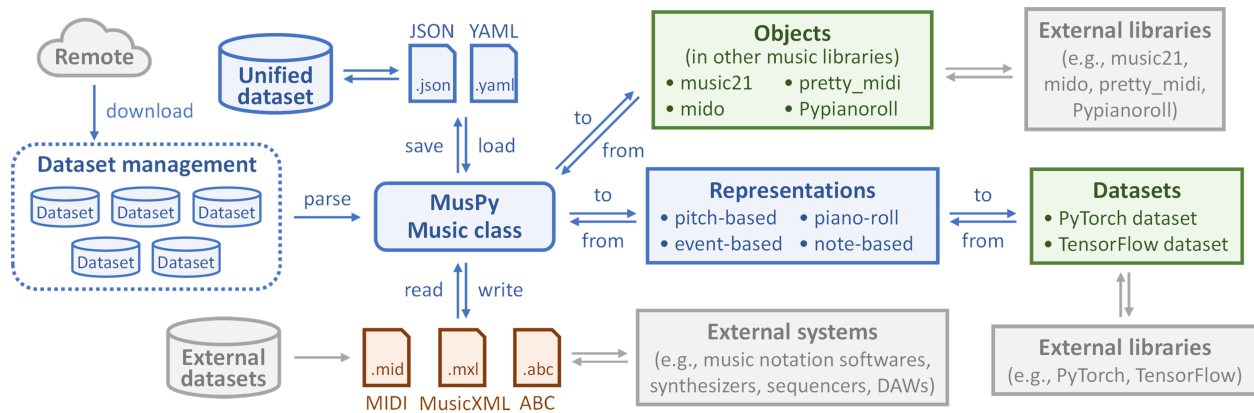 Remote
download
Dataset management
Dataset
Dataset
Dataset
Dataset
Dataset
parse
Unified
dataset
JSON
YAML
.json
.yaml
save
load
MusPy
Music class
read
write
External
datasets
.mid
.mxl
.abc
MIDI
MusicXML
ABC
to
from
Objects
(in other music libraries)
• music21
• pretty_midi
• mido
• Pypianoroll
External libraries
(e.g., music21,
mido, pretty_midi,
Pypianoroll)
to
from
Representations
• pitch-based
• piano-roll
• event-based
• note-based
to
from
Datasets
• PyTorch dataset
• TensorFlow dataset
External systems
(e.g., music notation softwares,
synthesizers, sequencers, DAWs)
External libraries
(e.g., PyTorch, TensorFlow)